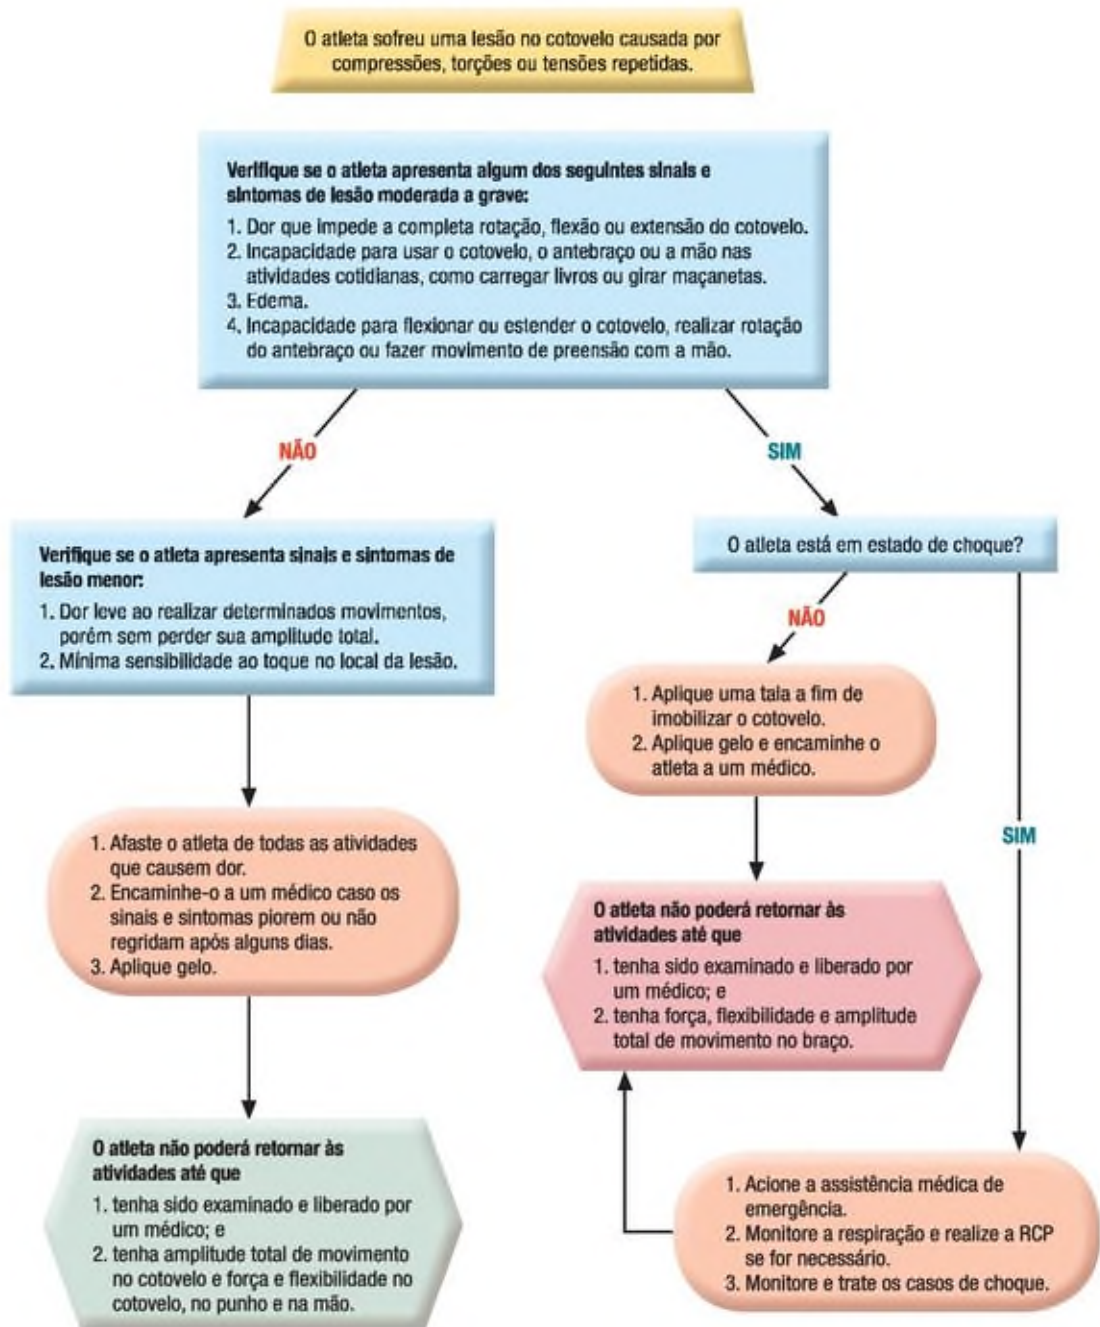 O atleta sofreu uma lesão no cotovelo causada por
compressões, torções ou tensões repetidas.
Verifique se o atleta apresenta algum dos seguintes sinais e
sintomas de lesão moderada a grave:
1. Dor que impede a completa rotação, flexão ou extensão do cotovelo.
2. Incapacidade para usar o cotovelo, o antebraço ou a mão nas
atividades cotidianas, como carregar livros ou girar maçanetas.
3. Edema.
4. Incapacidade para flexionar ou estender o cotovelo, realizar rotação
do antebraço ou fazer movimento de preensão com a mão.
NÃO
SIM
Verifique se o atleta apresenta sinais e sintomas de
lesão menor:
1. Dor leve ao realizar determinados movimentos,
porém sem perder sua amplitude total.
2. Mínima sensibilidade ao toque no local da lesão.
O atleta está em estado de choque?
NÃO
1. Aplique uma tala a fim de
imobilizar o cotovelo.
2. Aplique gelo e encaminhe o
atleta a um médico.
SIM
1. Afaste o atleta de todas as atividades
que causem dor.
2. Encaminhe-o a um médico caso os
sinais e sintomas piorem ou não
regridam após alguns dias.
3. Aplique gelo.
O atleta não poderá retornar às
atividades até que
1. tenha sido examinado e liberado por
um médico; e
2. tenha força, flexibilidade e amplitude
total de movimento no braço.
O atleta não poderá retornar às
atividades até que
1. tenha sido examinado e liberado por
um médico; e
2. tenha amplitude total de movimento
no cotovelo e força e flexibilidade no
cotovelo, no punho e na mão.
1. Acione a assistência médica de
emergência.
2. Monitore a respiração e realize a RCP
se for necessário.
3. Monitore e trate os casos de choque.